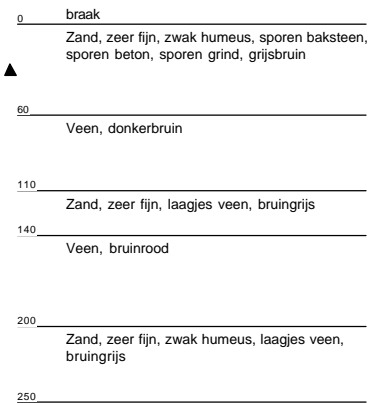 0 braak
Zand, zeer fijn, zwak humeus, sporen baksteen,
sporen beton, sporen grind, grijsbruin
60
Veen, donkerbruin
110
Zand, zeer fijn, laagjes veen, bruingrijs
140
Veen, bruinrood
200
Zand, zeer fijn, zwak humeus, laagjes veen,
bruingrijs
250